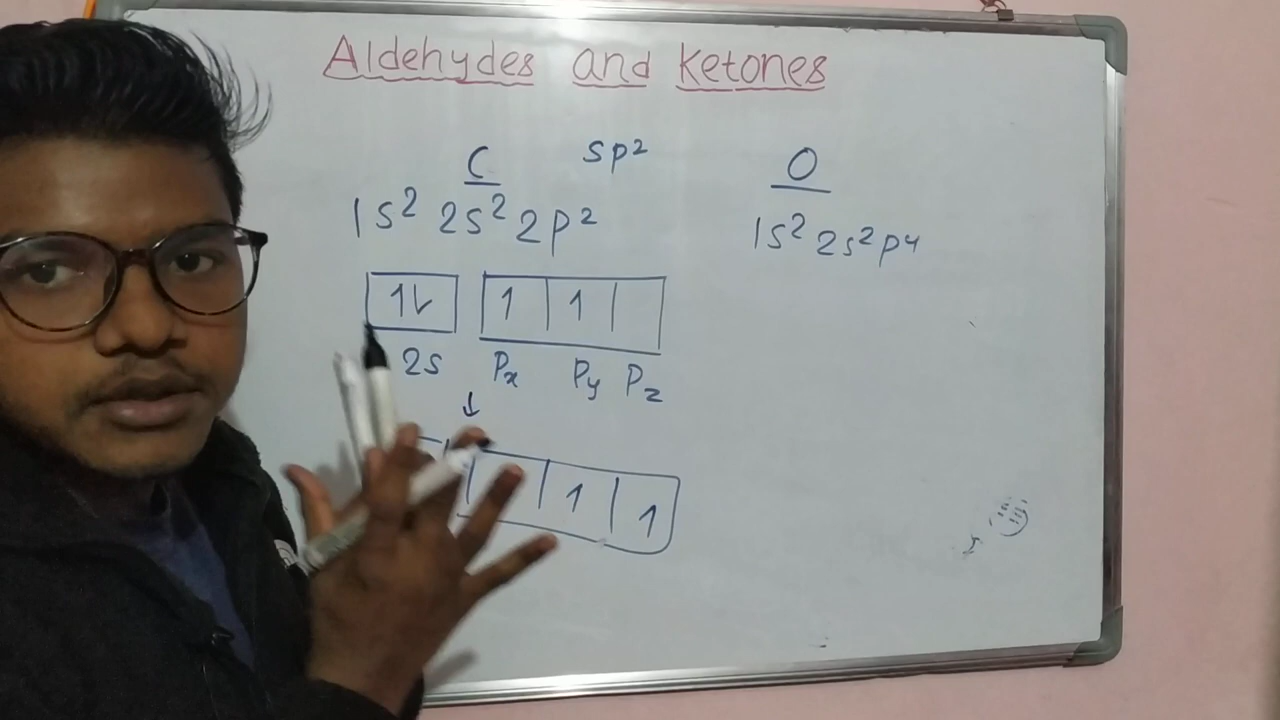 Aldehydes and Ketones
C sp² O
1s² 2s² 2p² 1s² 2s² p⁴
1↿⇂ 1 1
2s Px Py Pz
↓
1 1